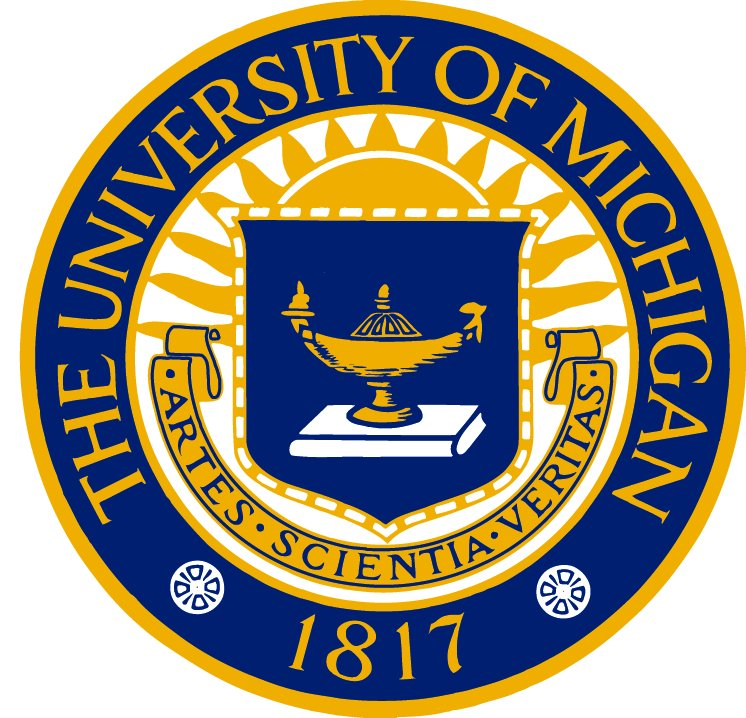 THE UNIVERSITY OF MICHIGAN
· ARTES · SCIENTIA · VERITAS ·
1817